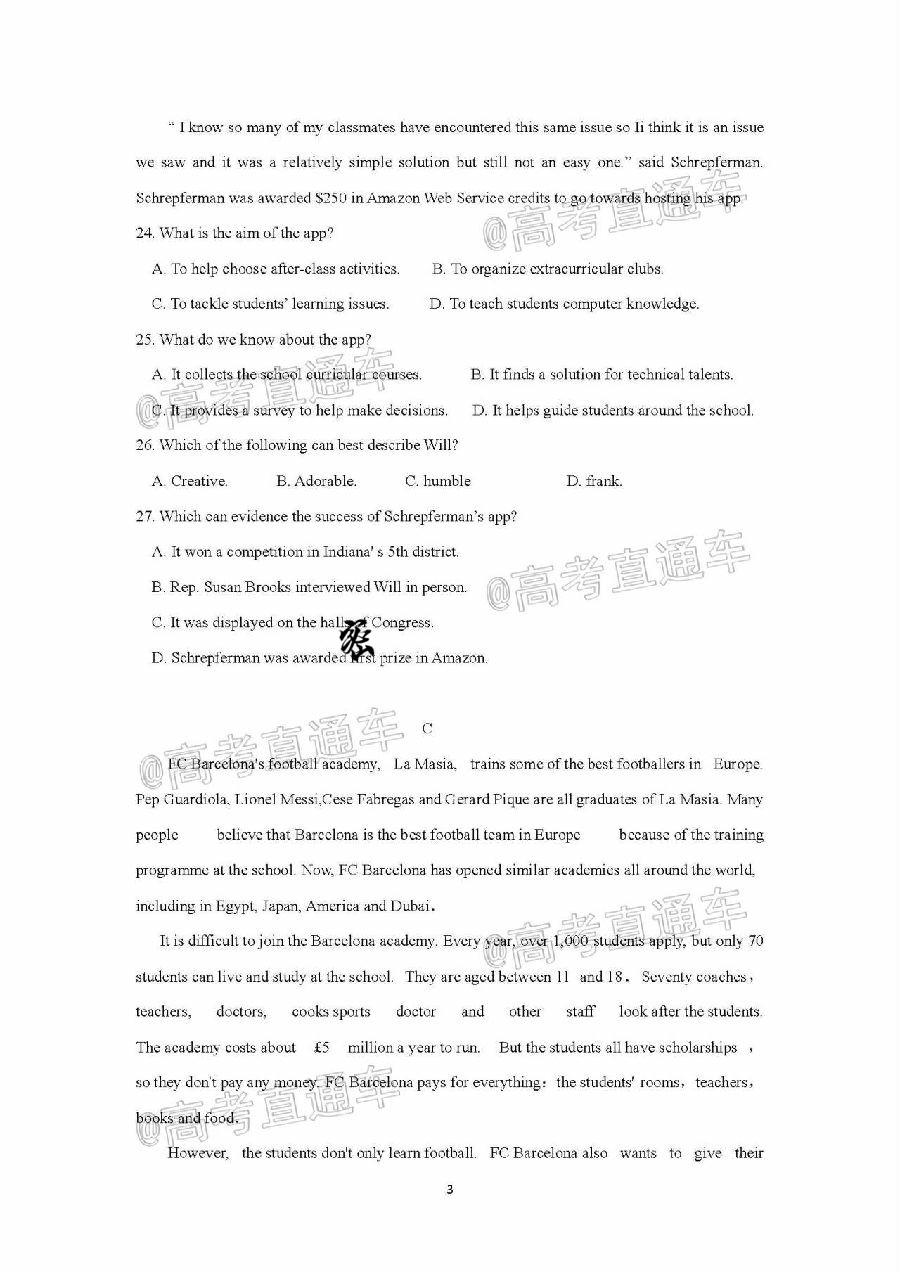 “ I know so many of my classmates have encountered this same issue so Ii think it is an issue
we saw and it was a relatively simple solution but still not an easy one.” said Schrepferman.
Schrepferman was awarded $250 in Amazon Web Service credits to go towards hosting his app
@高考直通车
24. What is the aim of the app?
A. To help choose after-class activities. B. To organize extracurricular clubs.
C. To tackle students’ learning issues. D. To teach students computer knowledge.
25. What do we know about the app?
A. It collects the school curricular courses. B. It finds a solution for technical talents.
@高考直通车
C. It provides a survey to help make decisions. D. It helps guide students around the school.
26. Which of the following can best describe Will?
A. Creative. B. Adorable. C. humble D. frank.
27. Which can evidence the success of Schrepferman’s app?
A. It won a competition in Indiana' s 5th district.
@高考直通车
B. Rep. Susan Brooks interviewed Will in person.
C. It was displayed on the halls of Congress.
D. Schrepferman was awarded first prize in Amazon.
C
@高考直通车
FC Barcelona's football academy, La Masia, trains some of the best footballers in Europe.
Pep Guardiola, Lionel Messi,Cesc Fabregas and Gerard Pique are all graduates of La Masia. Many
people believe that Barcelona is the best football team in Europe because of the training
programme at the school. Now, FC Barcelona has opened similar academies all around the world,
including in Egypt, Japan, America and Dubai.
@高考直通车
It is difficult to join the Barcelona academy. Every year, over 1,000 students apply, but only 70
students can live and study at the school. They are aged between 11 and 18. Seventy coaches,
teachers, doctors, cooks sports doctor and other staff look after the students.
The academy costs about £5 million a year to run. But the students all have scholarships ,
so they don't pay any money. FC Barcelona pays for everything: the students' rooms, teachers,
@高考直通车
books and food.
However, the students don't only learn football. FC Barcelona also wants to give their
3